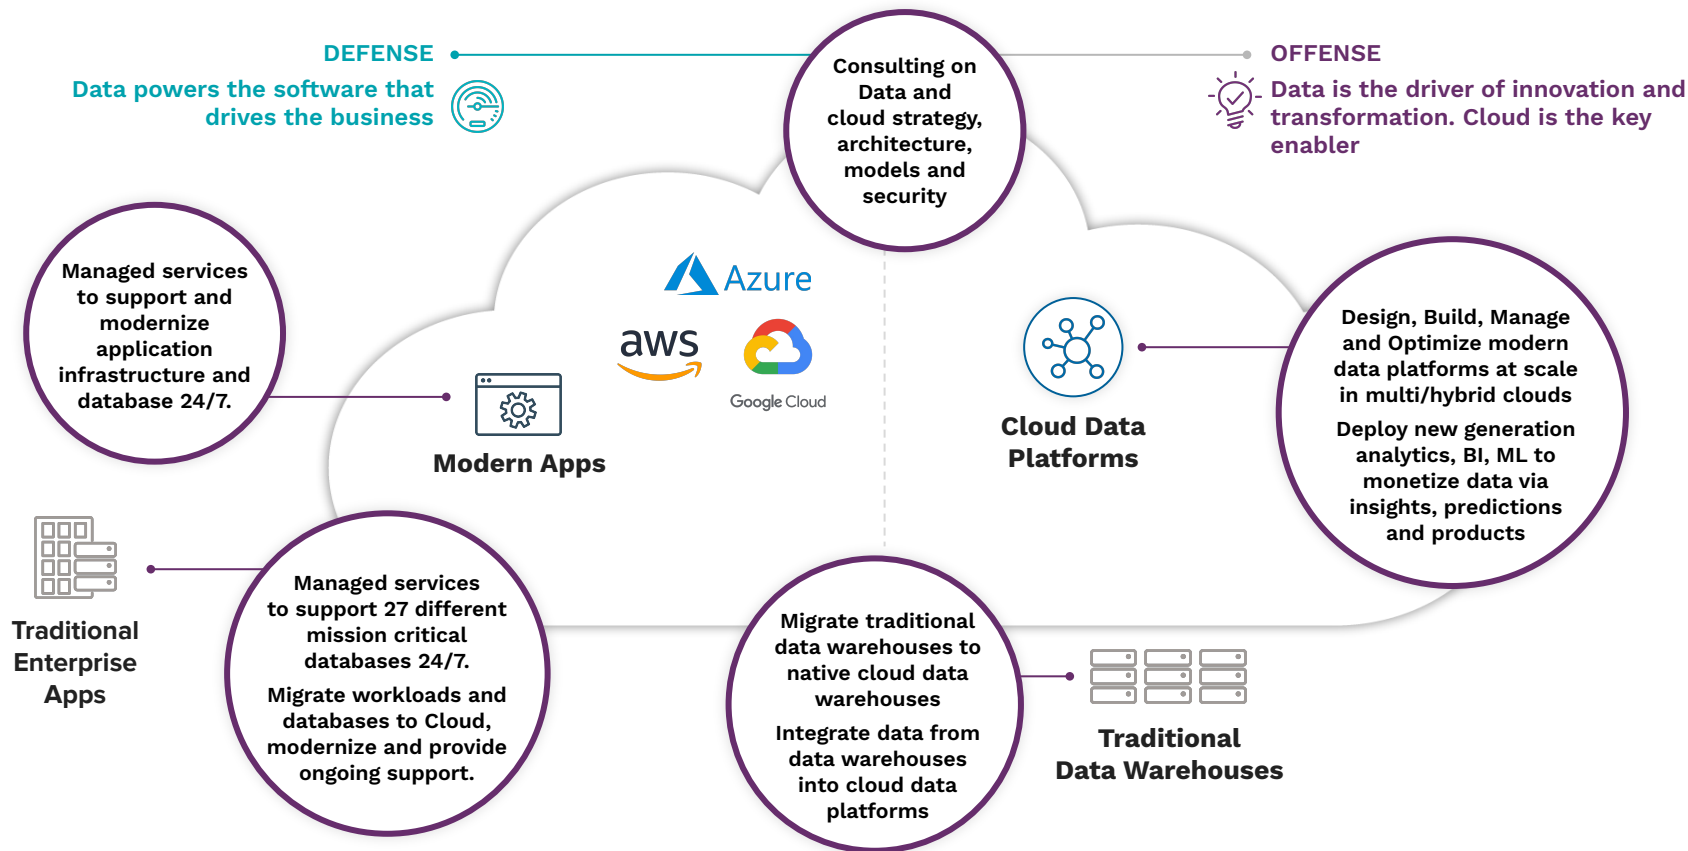 DEFENSE
Data powers the software that
drives the business
Consulting on
Data and
cloud strategy,
architecture,
models and
security
OFFENSE
Data is the driver of innovation and
transformation. Cloud is the key
enabler
Managed services
to support and
modernize
application
infrastructure and
database 24/7.
Azure
aws
Google Cloud
Modern Apps
Cloud Data
Platforms
Design, Build, Manage
and Optimize modern
data platforms at scale
in multi/hybrid clouds
Deploy new generation
analytics, BI, ML to
monetize data via
insights, predictions
and products
Traditional
Enterprise
Apps
Managed services
to support 27 different
mission critical
databases 24/7.
Migrate workloads and
databases to Cloud,
modernize and provide
ongoing support.
Migrate traditional
data warehouses to
native cloud data
warehouses
Integrate data from
data warehouses
into cloud data
platforms
Traditional
Data Warehouses